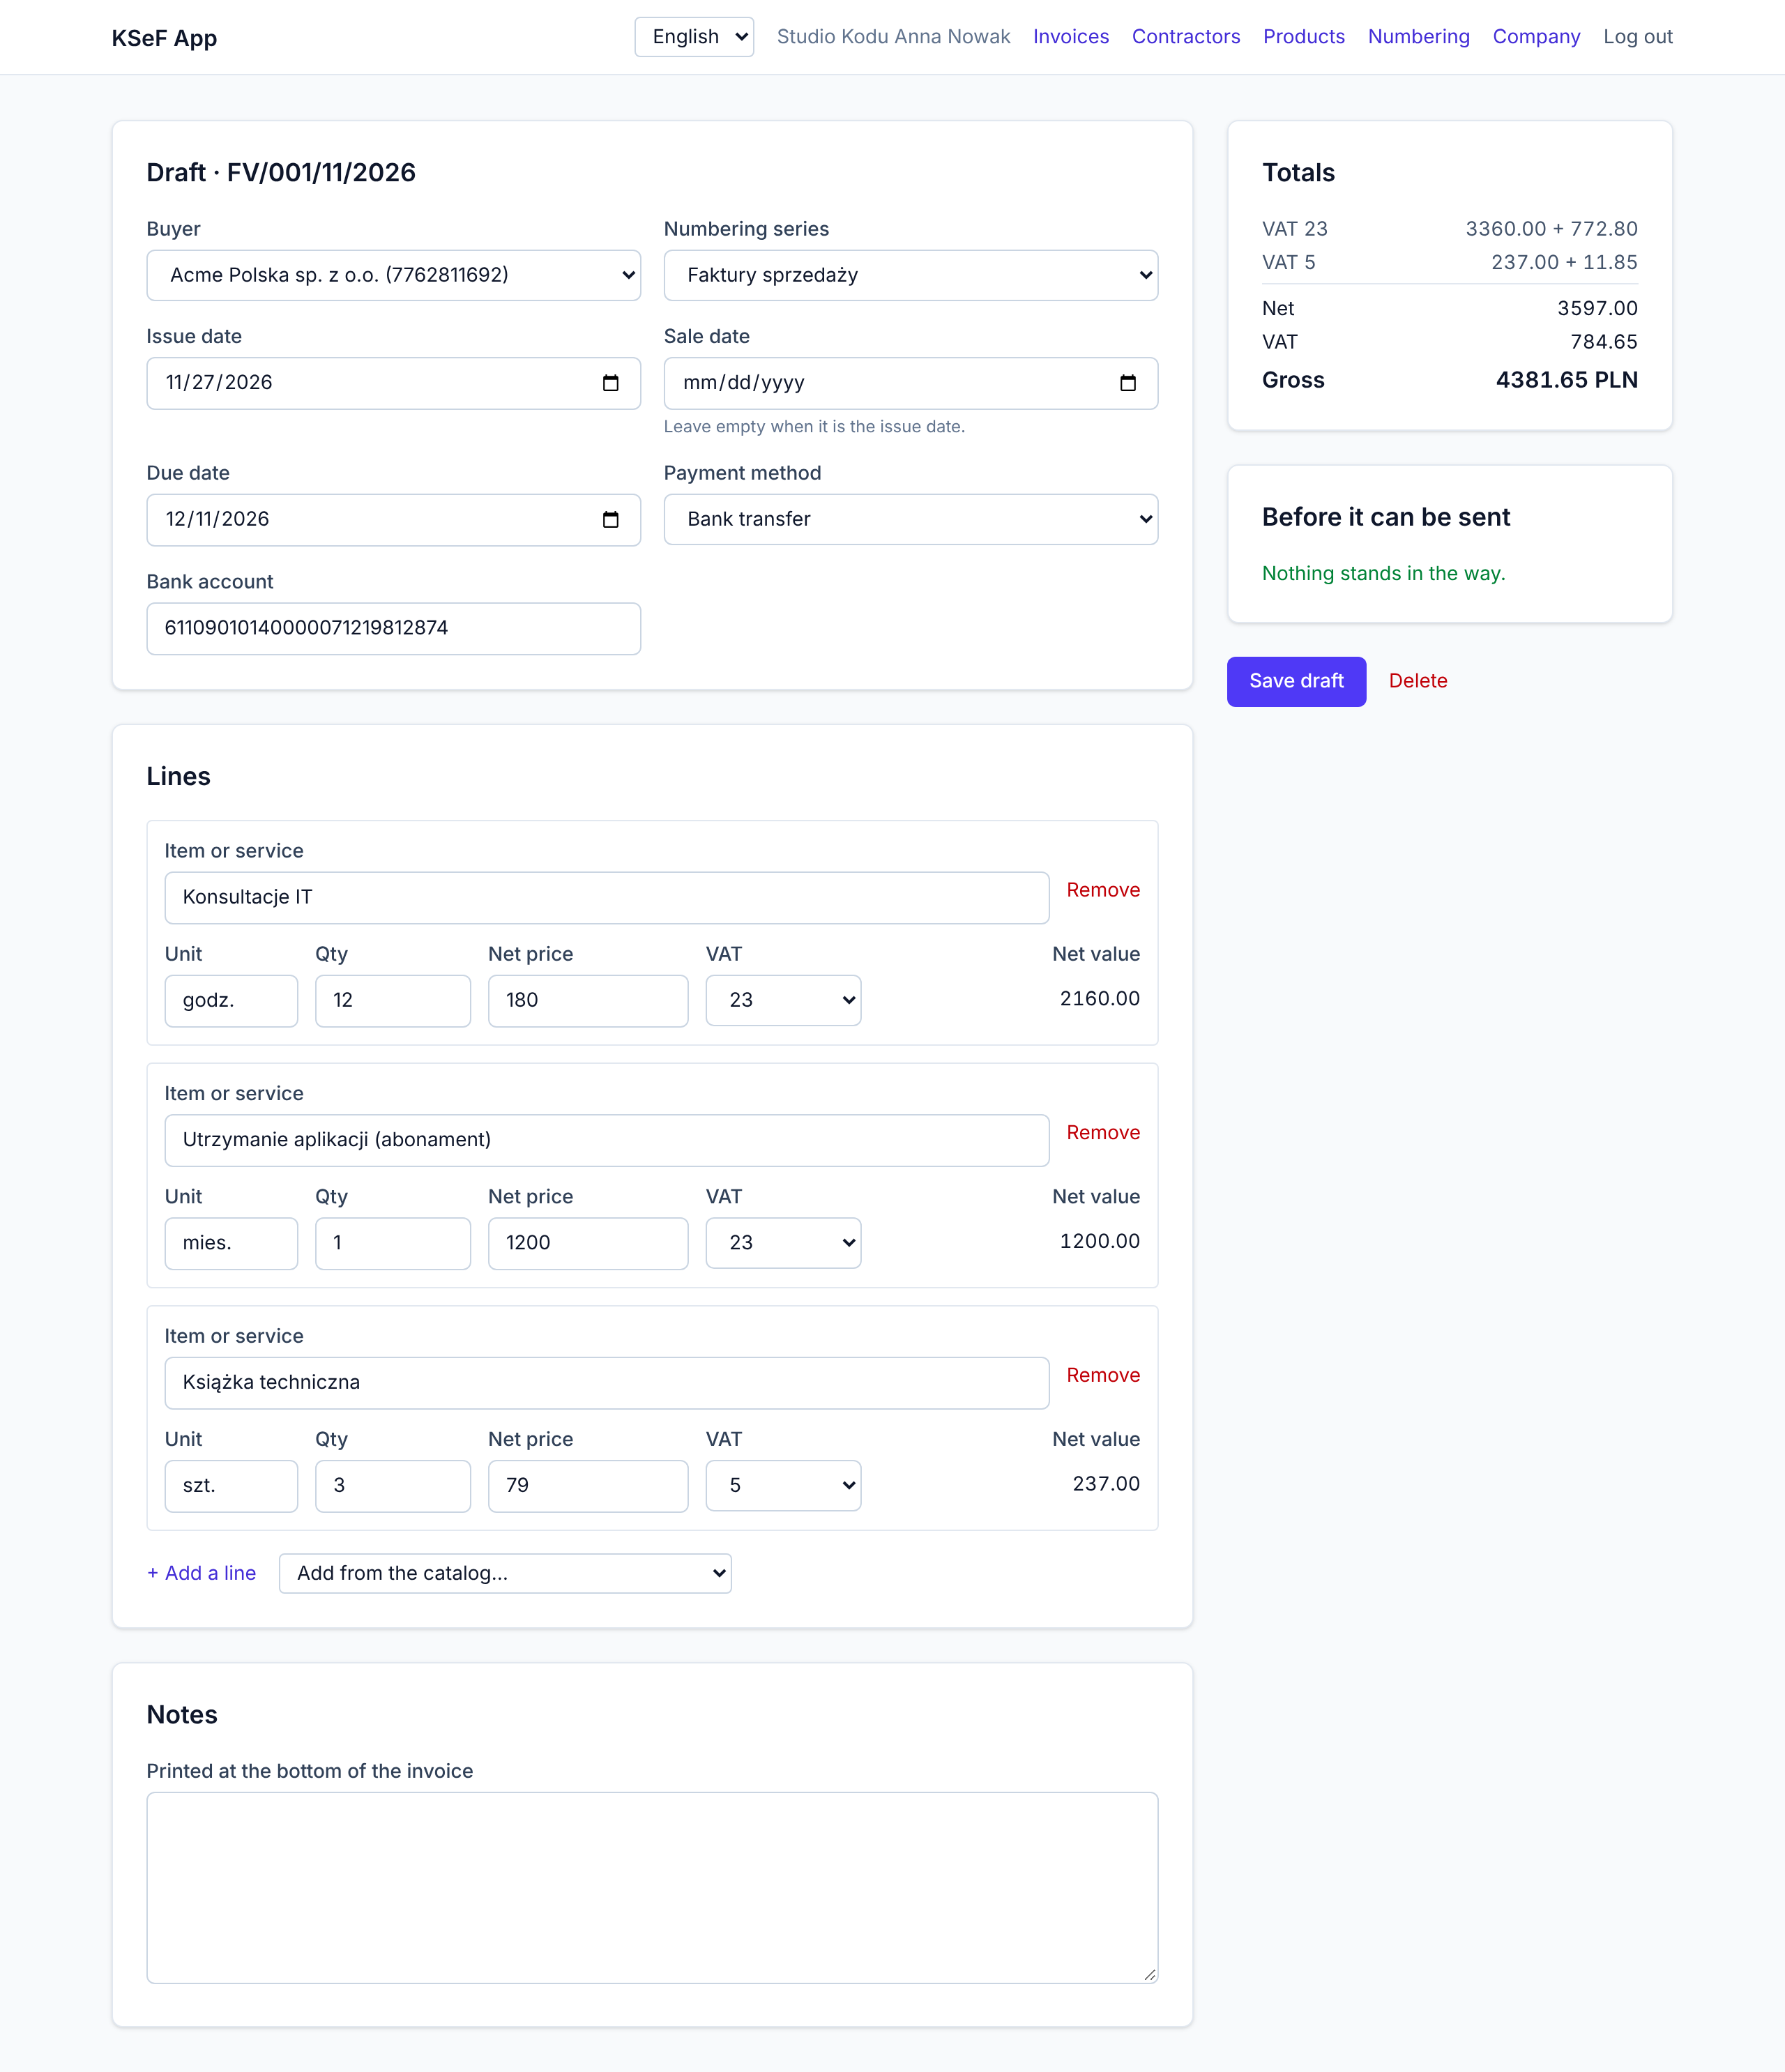 KSeF App
English
Studio Kodu Anna Nowak
Invoices
Contractors
Products
Numbering
Company
Log out
Draft · FV/001/11/2026
Buyer
Numbering series
Acme Polska sp. z o.o. (7762811692)
Faktury sprzedaży
Issue date
Sale date
11/27/2026
mm/dd/yyyy
Leave empty when it is the issue date.
Due date
Payment method
12/11/2026
Bank transfer
Bank account
61109010140000071219812874
Totals
VAT 23 3360.00 + 772.80
VAT 5 237.00 + 11.85
Net 3597.00
VAT 784.65
Gross 4381.65 PLN
Before it can be sent
Nothing stands in the way.
Save draft
Delete
Lines
Item or service
Konsultacje IT
Remove
Unit Qty Net price VAT Net value
godz. 12 180 23 2160.00
Item or service
Utrzymanie aplikacji (abonament)
Remove
Unit Qty Net price VAT Net value
mies. 1 1200 23 1200.00
Item or service
Książka techniczna
Remove
Unit Qty Net price VAT Net value
szt. 3 79 5 237.00
+ Add a line
Add from the catalog...
Notes
Printed at the bottom of the invoice